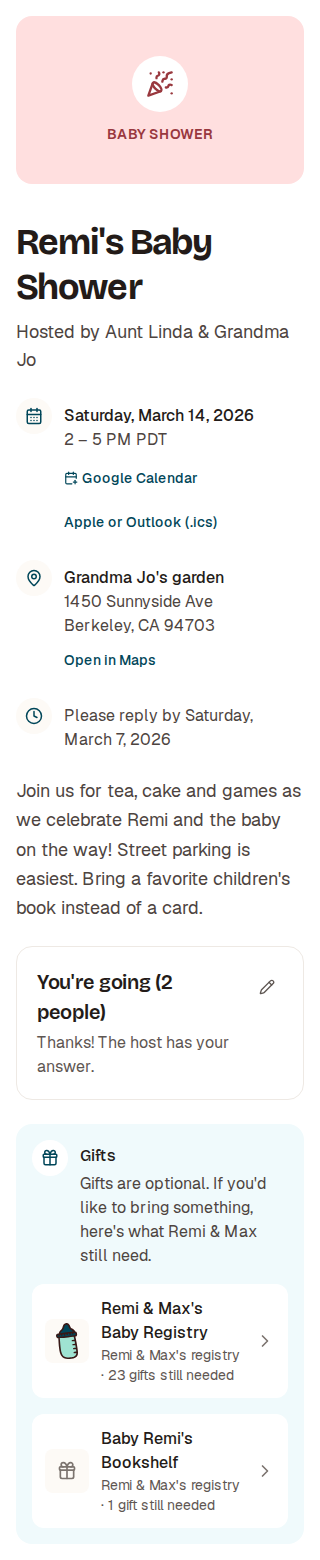 BABY SHOWER
Remi's Baby
Shower
Hosted by Aunt Linda & Grandma
Jo
Saturday, March 14, 2026
2 – 5 PM PDT
Google Calendar
Apple or Outlook (.ics)
Grandma Jo's garden
1450 Sunnyside Ave
Berkeley, CA 94703
Open in Maps
Please reply by Saturday,
March 7, 2026
Join us for tea, cake and games as
we celebrate Remi and the baby
on the way! Street parking is
easiest. Bring a favorite children's
book instead of a card.
You're going (2
people)
Thanks! The host has your
answer.
Gifts
Gifts are optional. If you'd
like to bring something,
here's what Remi & Max
still need.
Remi & Max's
Baby Registry
Remi & Max's registry
· 23 gifts still needed
Baby Remi's
Bookshelf
Remi & Max's registry
· 1 gift still needed